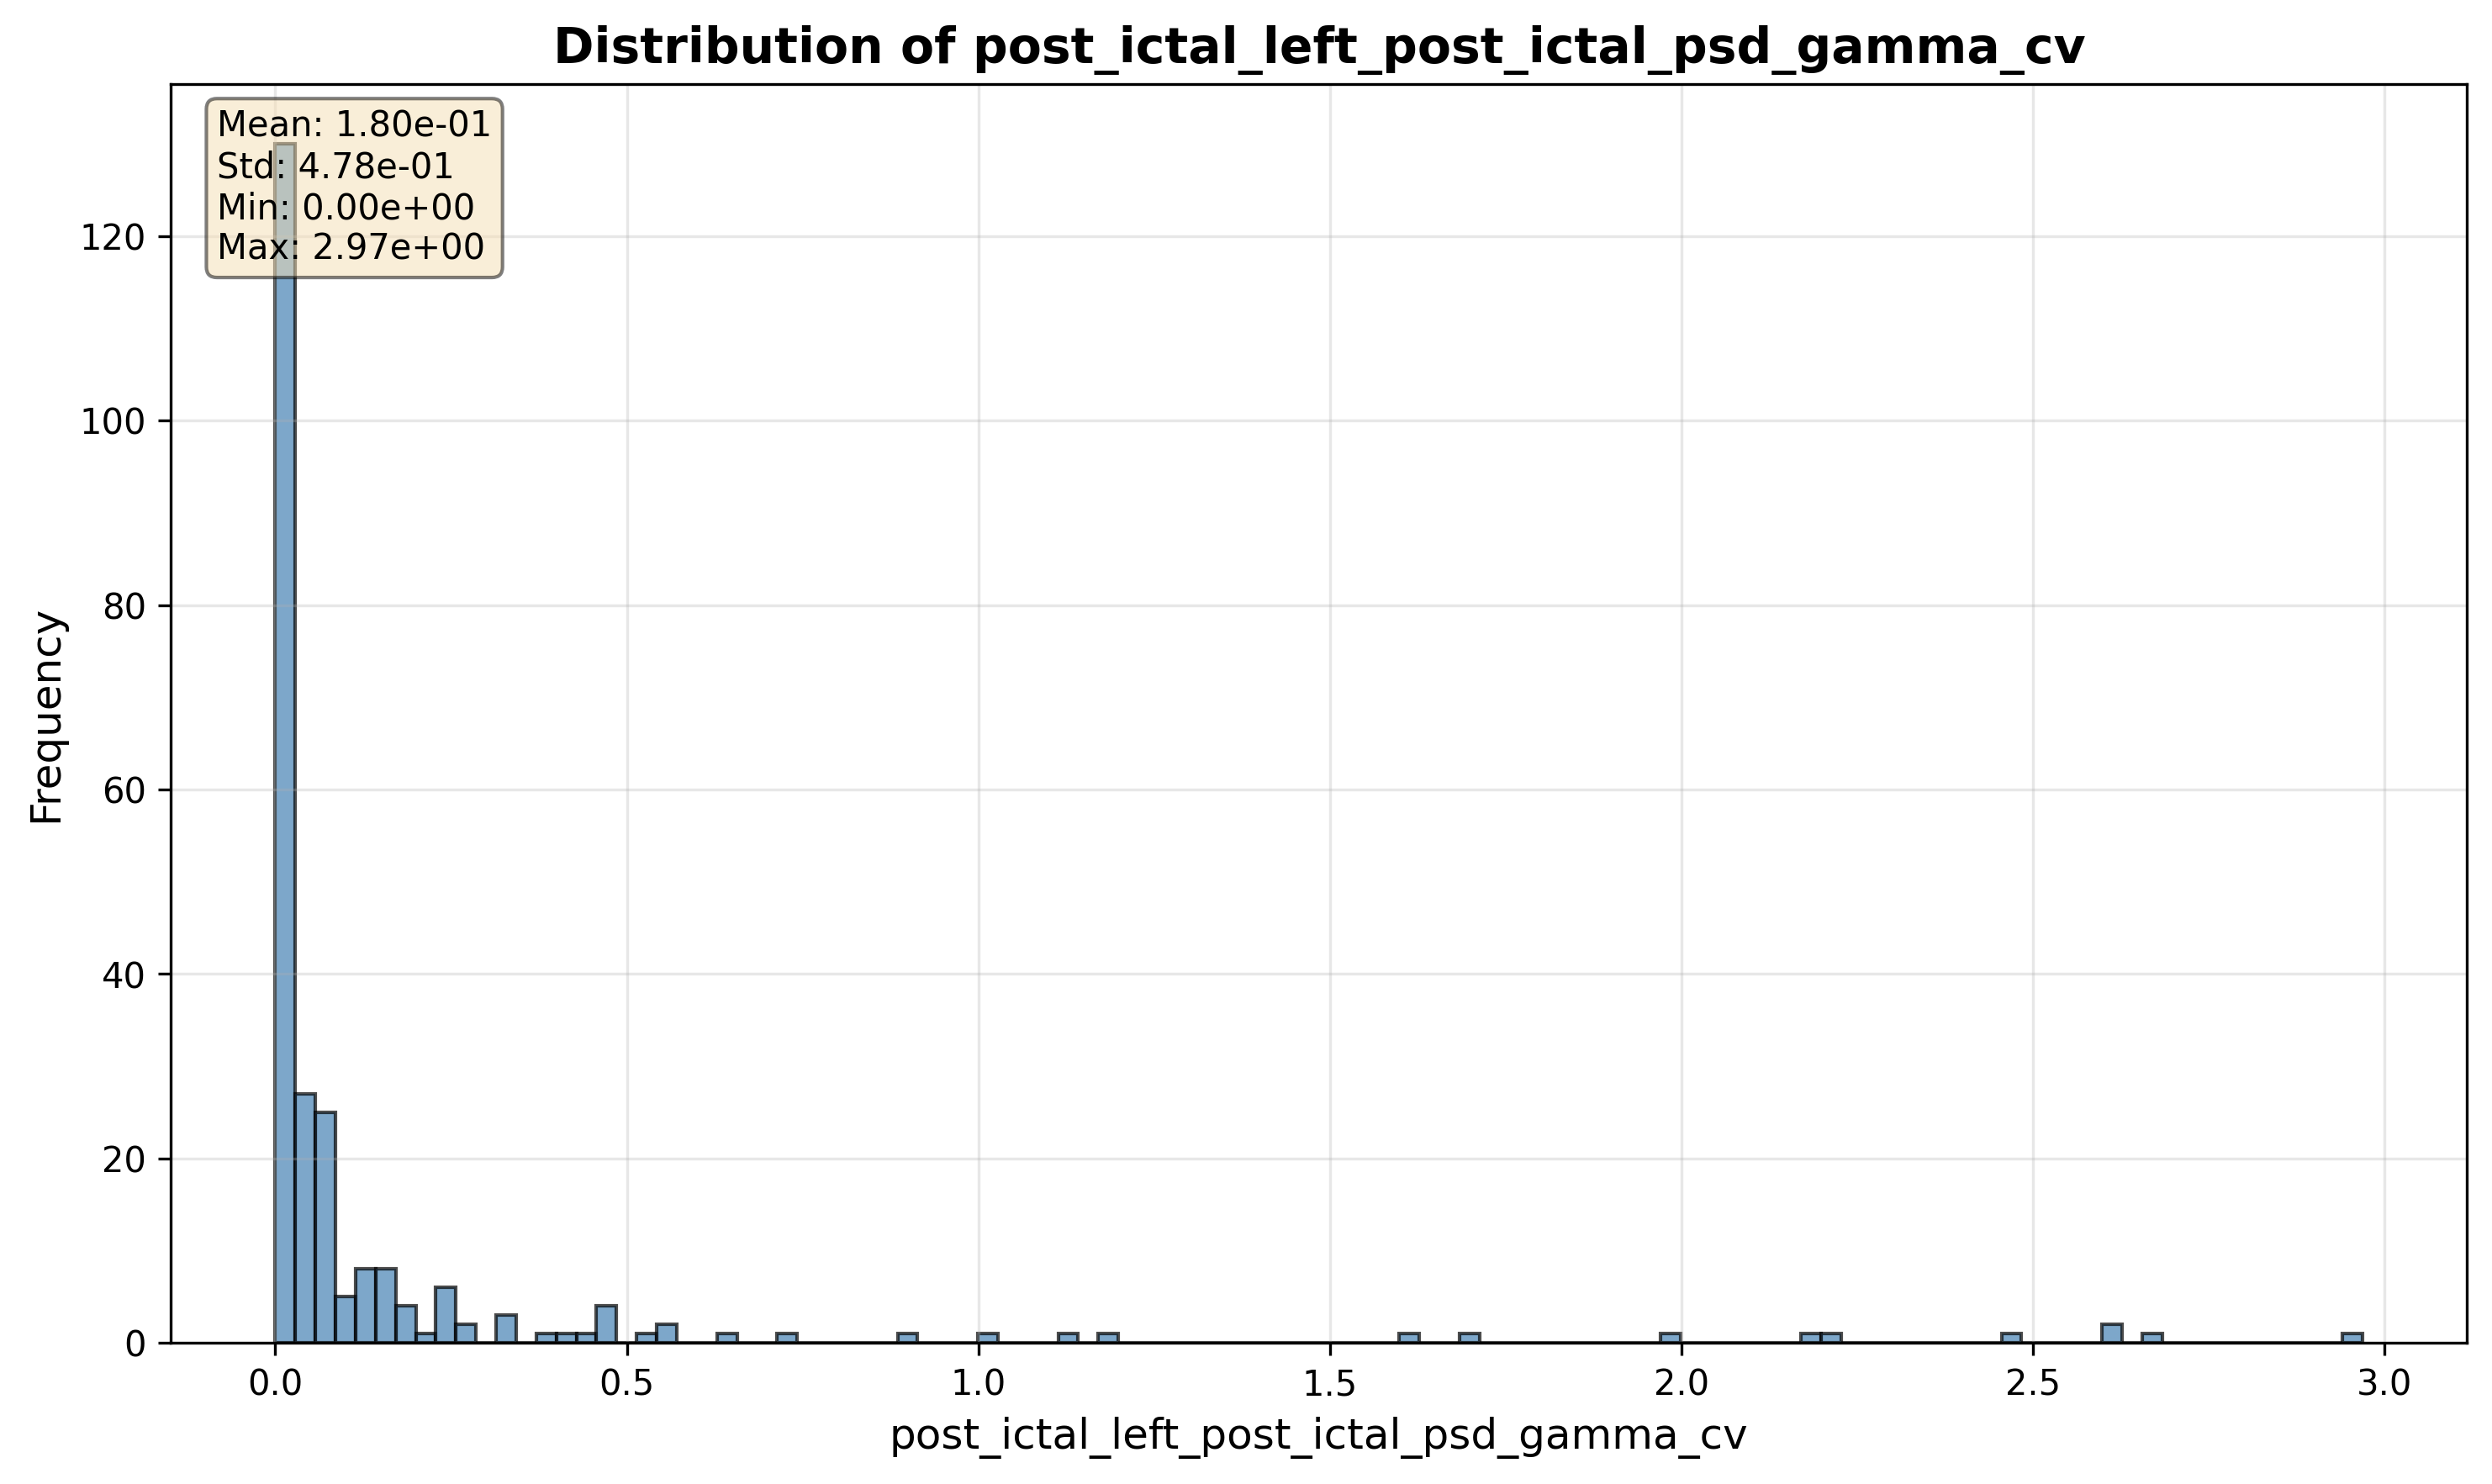 Distribution of post_ictal_left_post_ictal_psd_gamma_cv
Mean: 1.80e-01
Std: 4.78e-01
Min: 0.00e+00
Max: 2.97e+00
120
100
80
60
40
20
0
Frequency
0.0 0.5 1.0 1.5 2.0 2.5 3.0
post_ictal_left_post_ictal_psd_gamma_cv